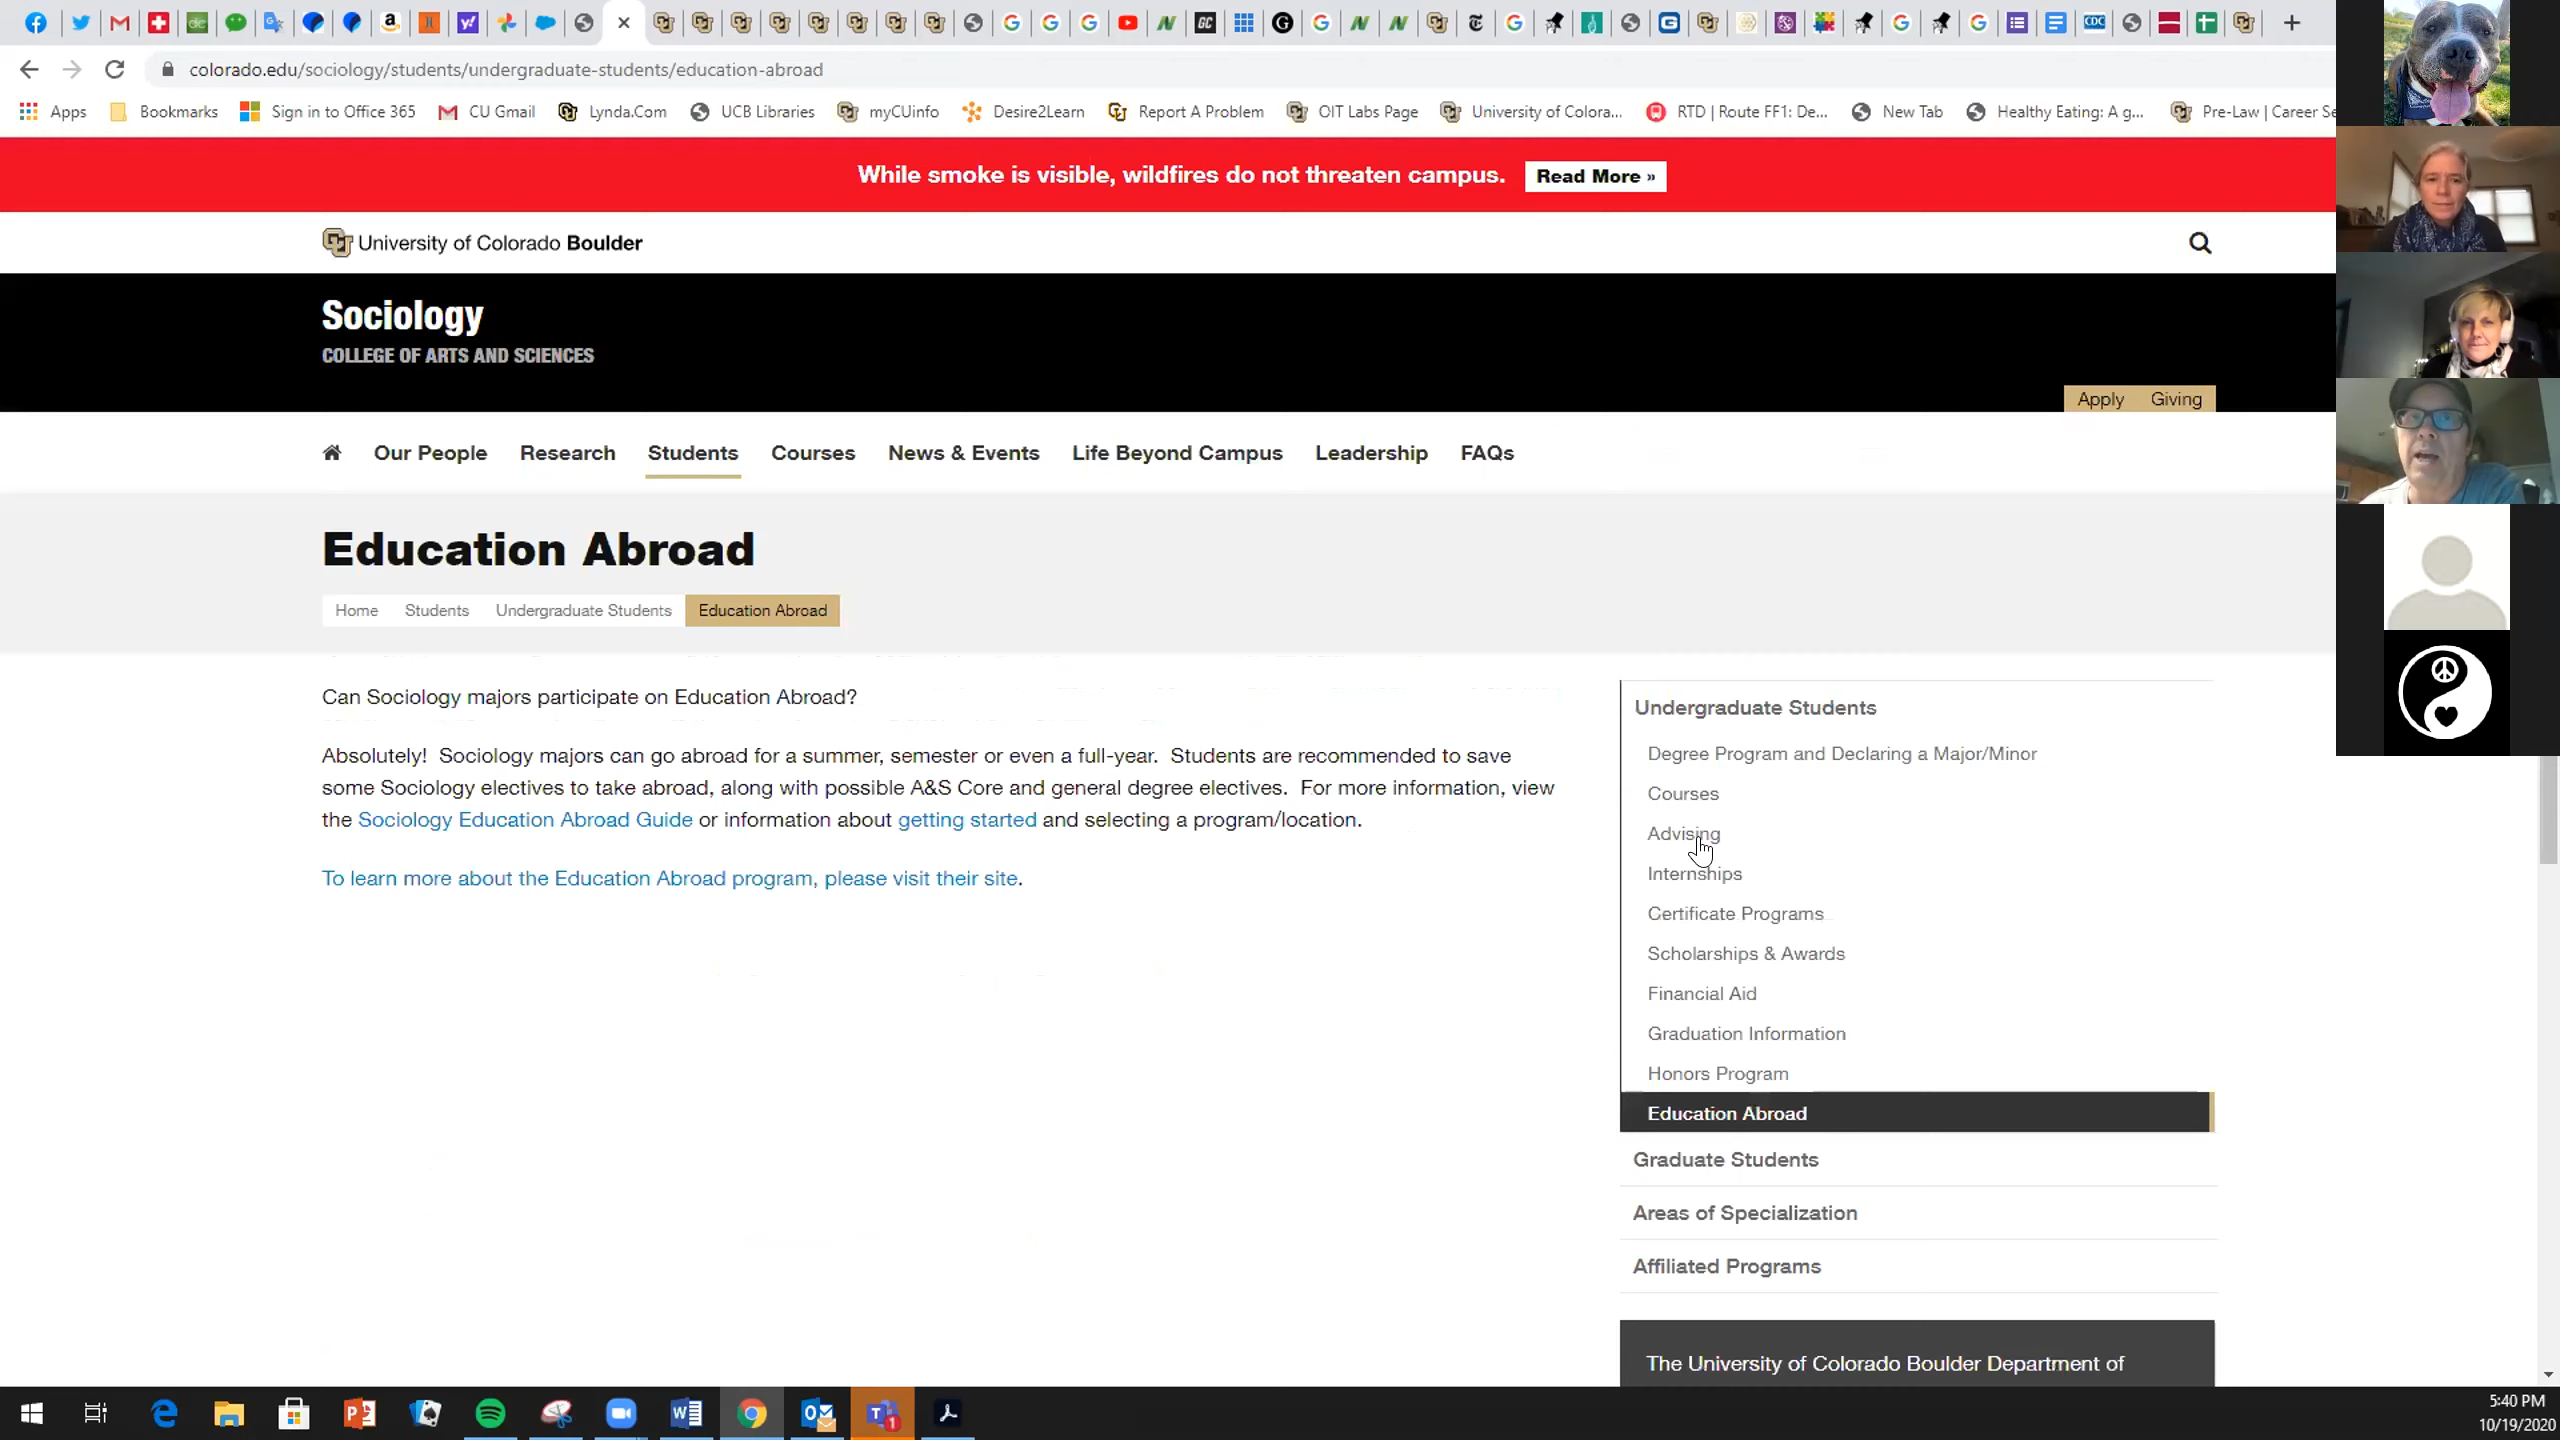 colorado.edu/sociology/students/undergraduate-students/education-abroad
Apps Bookmarks Sign in to Office 365 CU Gmail Lynda.Com UCB Libraries myCUinfo Desire2Learn Report A Problem OIT Labs Page University of Colora... RTD | Route FF1: De... New Tab Healthy Eating: A g... Pre-Law | Career Se
While smoke is visible, wildfires do not threaten campus. Read More »
University of Colorado Boulder
Sociology
COLLEGE OF ARTS AND SCIENCES
Apply Giving
Our People Research Students Courses News & Events Life Beyond Campus Leadership FAQs
Education Abroad
Home Students Undergraduate Students Education Abroad
Can Sociology majors participate on Education Abroad?
Absolutely! Sociology majors can go abroad for a summer, semester or even a full-year. Students are recommended to save
some Sociology electives to take abroad, along with possible A&S Core and general degree electives. For more information, view
the Sociology Education Abroad Guide or information about getting started and selecting a program/location.
To learn more about the Education Abroad program, please visit their site.
Undergraduate Students
Degree Program and Declaring a Major/Minor
Courses
Advising
Internships
Certificate Programs
Scholarships & Awards
Financial Aid
Graduation Information
Honors Program
Education Abroad
Graduate Students
Areas of Specialization
Affiliated Programs
The University of Colorado Boulder Department of
5:40 PM
10/19/2020